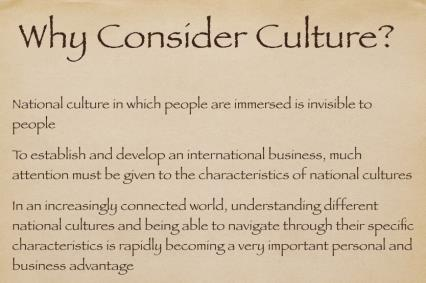 Why Consider Culture?
National culture in which people are immersed is invisible to
people
To establish and develop an international business, much
attention must be given to the characteristics of national cultures
In an increasingly connected world, understanding different
national cultures and being able to navigate through their specific
characteristics is rapidly becoming a very important personal and
business advantage